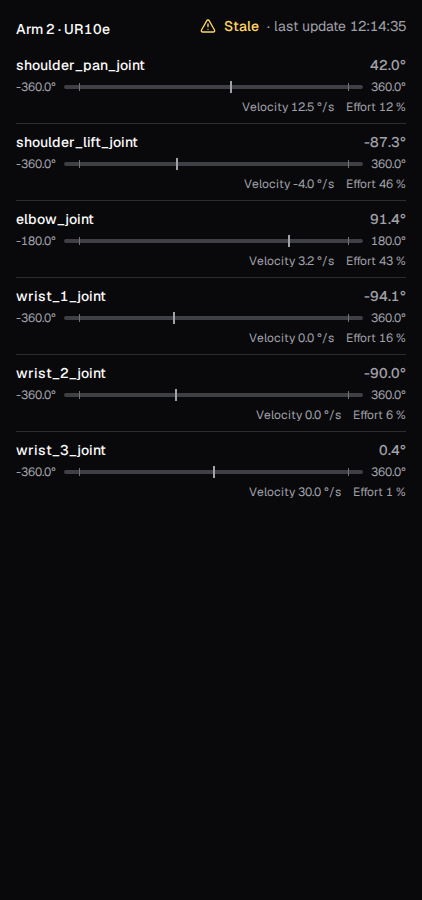 Arm 2 · UR10e
Stale · last update 12:14:35
shoulder_pan_joint 42.0°
-360.0° 360.0°
Velocity 12.5 °/s Effort 12 %
shoulder_lift_joint -87.3°
-360.0° 360.0°
Velocity -4.0 °/s Effort 46 %
elbow_joint 91.4°
-180.0° 180.0°
Velocity 3.2 °/s Effort 43 %
wrist_1_joint -94.1°
-360.0° 360.0°
Velocity 0.0 °/s Effort 16 %
wrist_2_joint -90.0°
-360.0° 360.0°
Velocity 0.0 °/s Effort 6 %
wrist_3_joint 0.4°
-360.0° 360.0°
Velocity 30.0 °/s Effort 1 %